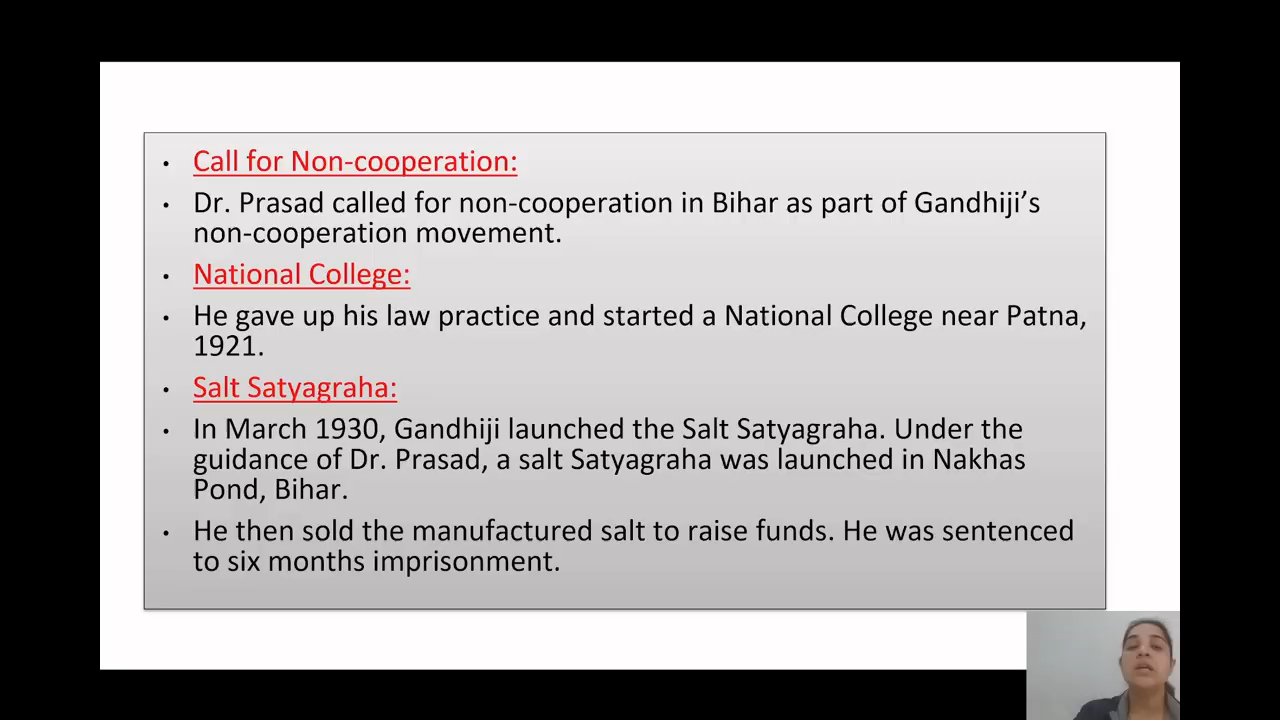 • Call for Non-cooperation:
• Dr. Prasad called for non-cooperation in Bihar as part of Gandhiji’s
non-cooperation movement.
• National College:
• He gave up his law practice and started a National College near Patna,
1921.
• Salt Satyagraha:
• In March 1930, Gandhiji launched the Salt Satyagraha. Under the
guidance of Dr. Prasad, a salt Satyagraha was launched in Nakhas
Pond, Bihar.
• He then sold the manufactured salt to raise funds. He was sentenced
to six months imprisonment.